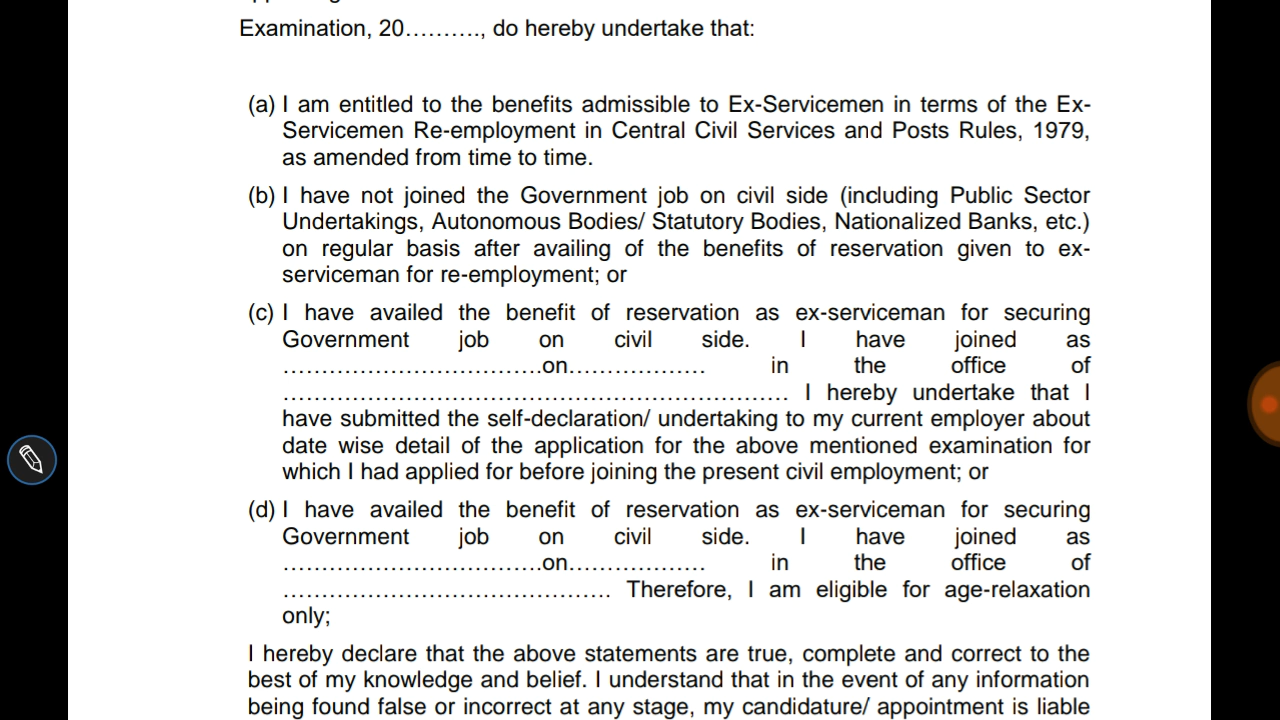 Examination, 20.........., do hereby undertake that:
(a) I am entitled to the benefits admissible to Ex-Servicemen in terms of the Ex-
Servicemen Re-employment in Central Civil Services and Posts Rules, 1979,
as amended from time to time.
(b) I have not joined the Government job on civil side (including Public Sector
Undertakings, Autonomous Bodies/ Statutory Bodies, Nationalized Banks, etc.)
on regular basis after availing of the benefits of reservation given to ex-
serviceman for re-employment; or
(c) I have availed the benefit of reservation as ex-serviceman for securing
Government job on civil side. I have joined as
…………………………….on……………… in the office of
………………………………………………………… I hereby undertake that I
have submitted the self-declaration/ undertaking to my current employer about
date wise detail of the application for the above mentioned examination for
which I had applied for before joining the present civil employment; or
(d) I have availed the benefit of reservation as ex-serviceman for securing
Government job on civil side. I have joined as
…………………………….on……………… in the office of
……………………………………. Therefore, I am eligible for age-relaxation
only;
I hereby declare that the above statements are true, complete and correct to the
best of my knowledge and belief. I understand that in the event of any information
being found false or incorrect at any stage, my candidature/ appointment is liable